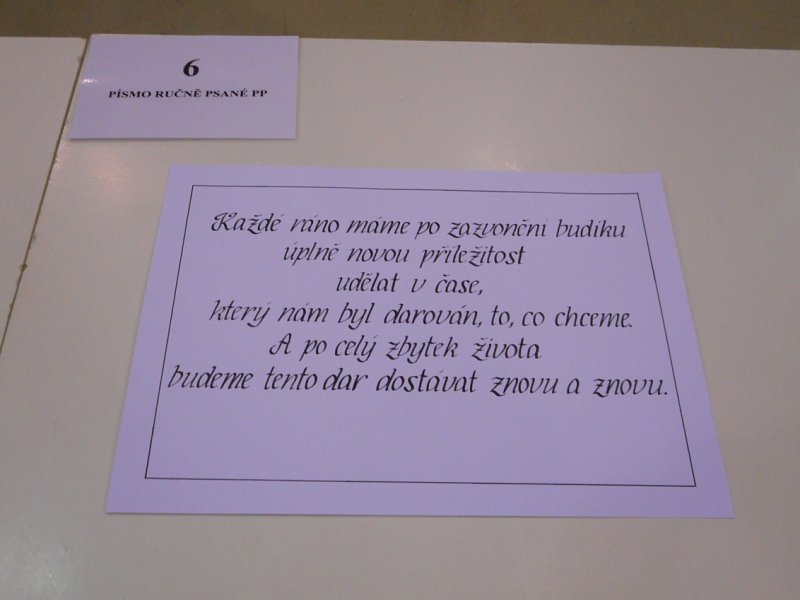 6
PÍSMO RUČNĚ PSANÉ PP
Každé ráno máme po zazvonění budíku
úplně novou příležitost
udělat v čase,
který nám byl darován, to, co chceme.
A po celý zbytek života
budeme tento dar dostávat znovu a znovu.